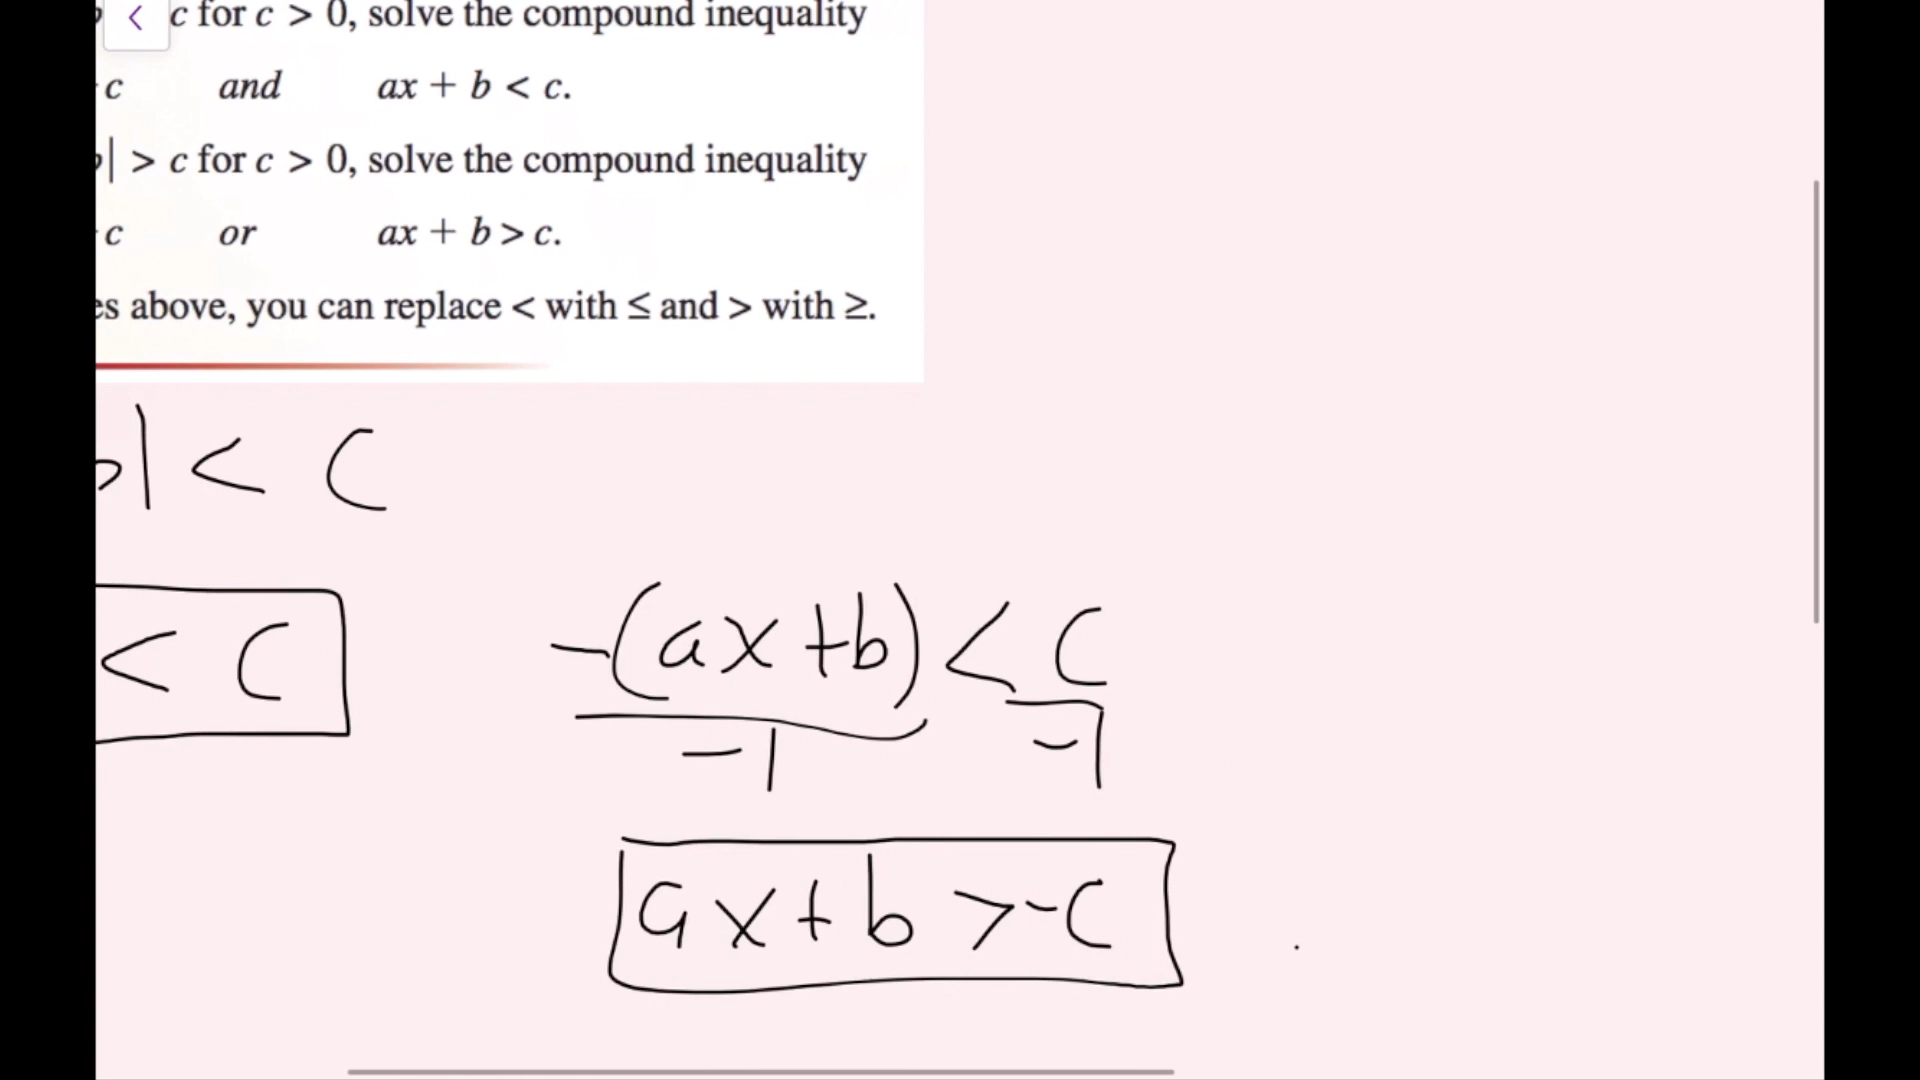 c for c > 0, solve the compound inequality
c and ax + b < c.
| > c for c > 0, solve the compound inequality
c or ax + b > c.
es above, you can replace < with ≤ and > with ≥.
| < C
< C
-(ax+b) < C
-1 -1
ax+b > -C